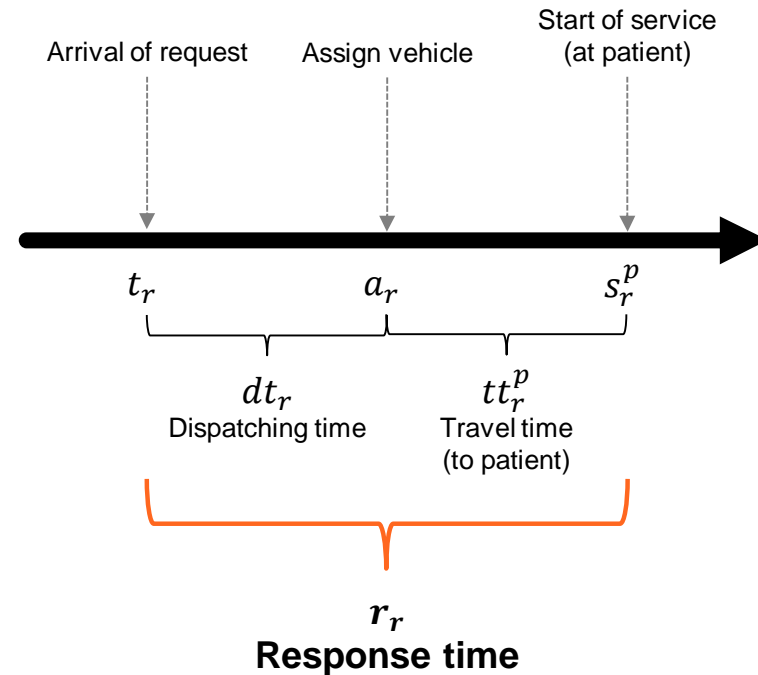 Start of service
(at patient)
Arrival of request
Assign vehicle
t_r
a_r
s_r^p
dt_r
tt_r^p
Dispatching time
Travel time
(to patient)
r_r
Response time